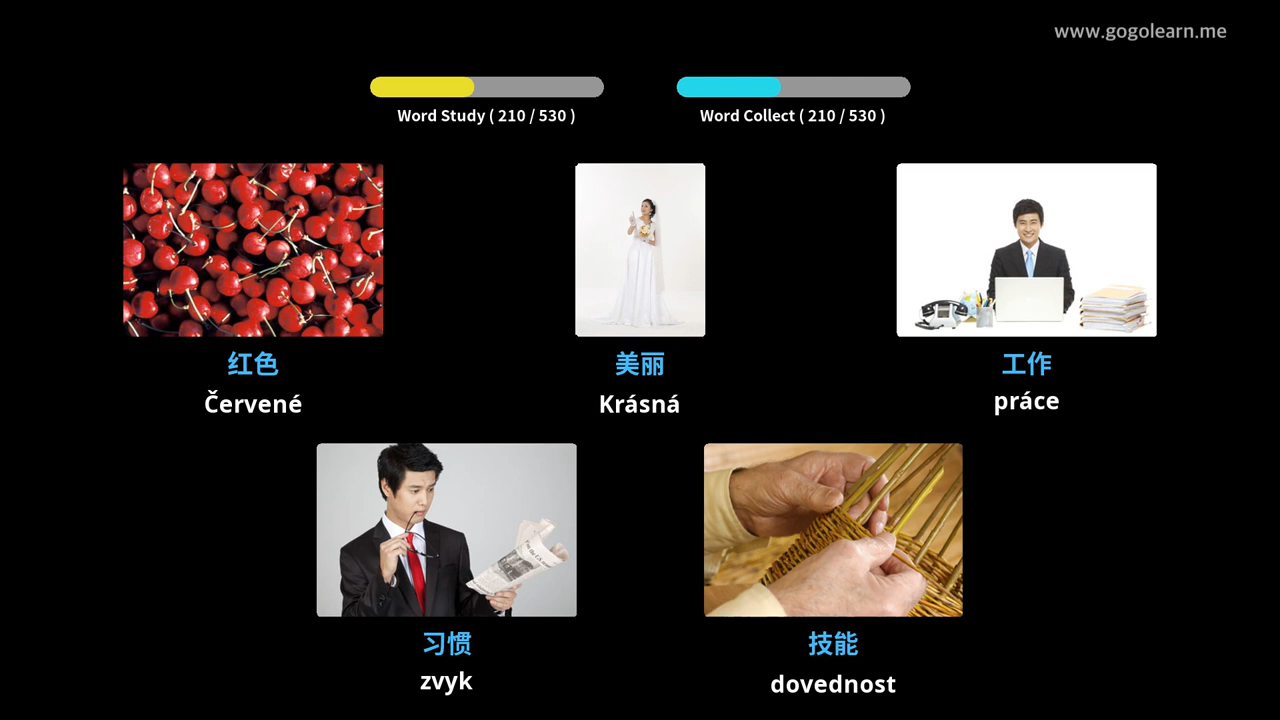 www.gogolearn.me
Word Study ( 210 / 530 )
Word Collect ( 210 / 530 )
红色
Červené
美丽
Krásná
工作
práce
习惯
zvyk
技能
dovednost